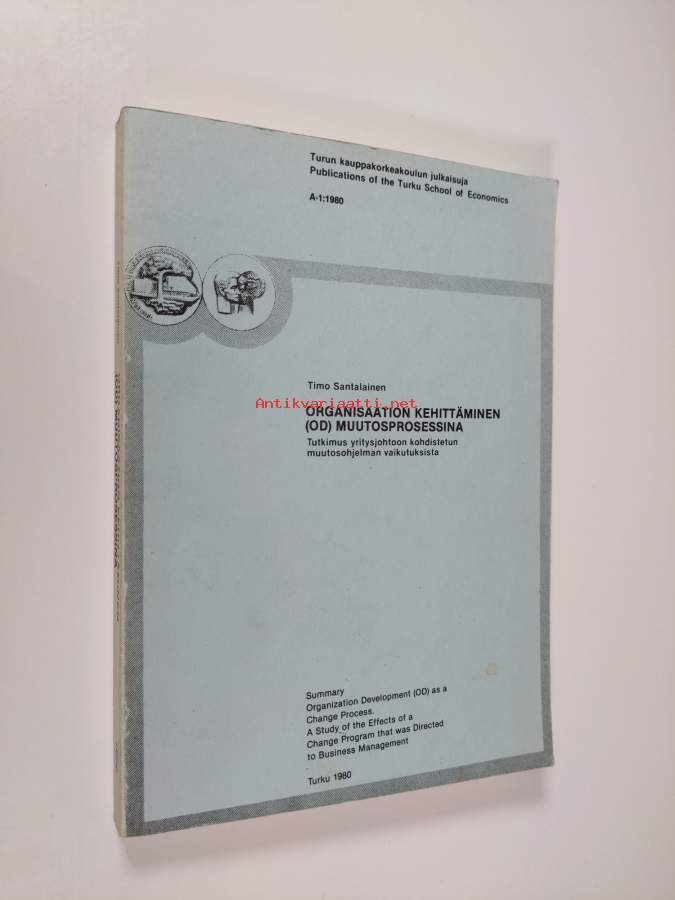 Turun kauppakorkeakoulun julkaisuja
Publications of the Turku School of Economics
A-1:1980
Timo Santalainen
Antikvariaatti.net
ORGANISAATION KEHITTÄMINEN
(OD) MUUTOSPROSESSINA
Tutkimus yritysjohtoon kohdistetun
muutosohjelman vaikutuksista
Summary
Organization Development (OD) as a
Change Process.
A Study of the Effects of a
Change Program that was Directed
to Business Management
Turku 1980